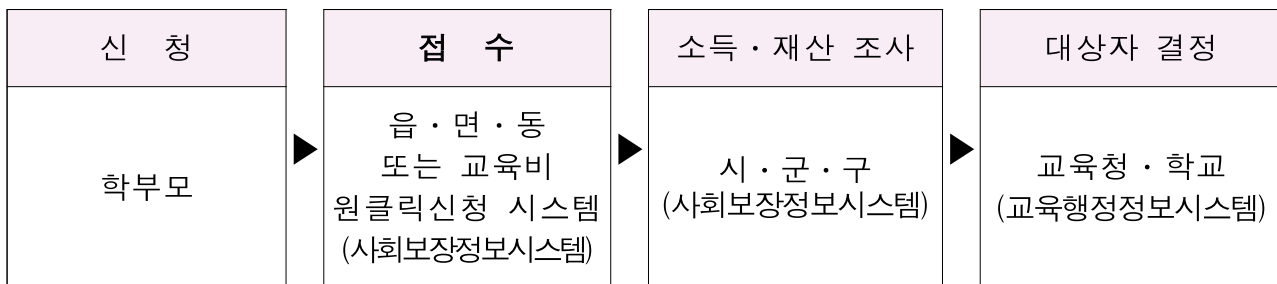 신 청
학부모
접 수
읍·면·동
또는 교육비
원클릭신청 시스템
(사회보장정보시스템)
소득·재산 조사
시·군·구
(사회보장정보시스템)
대상자 결정
교육청·학교
(교육행정정보시스템)